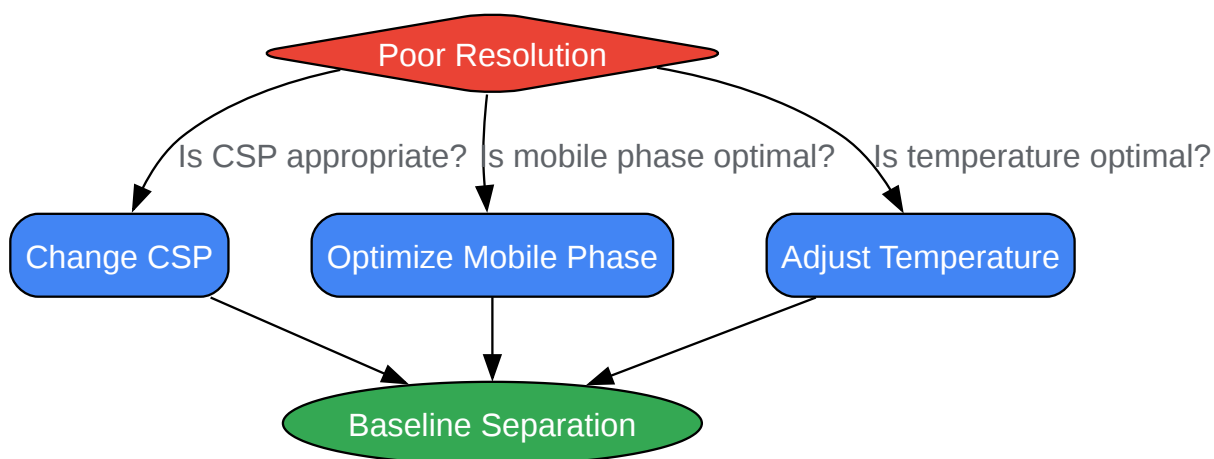 Poor Resolution
Is CSP appropriate?
Is mobile phase optimal?
Is temperature optimal?
Change CSP
Optimize Mobile Phase
Adjust Temperature
Baseline Separation